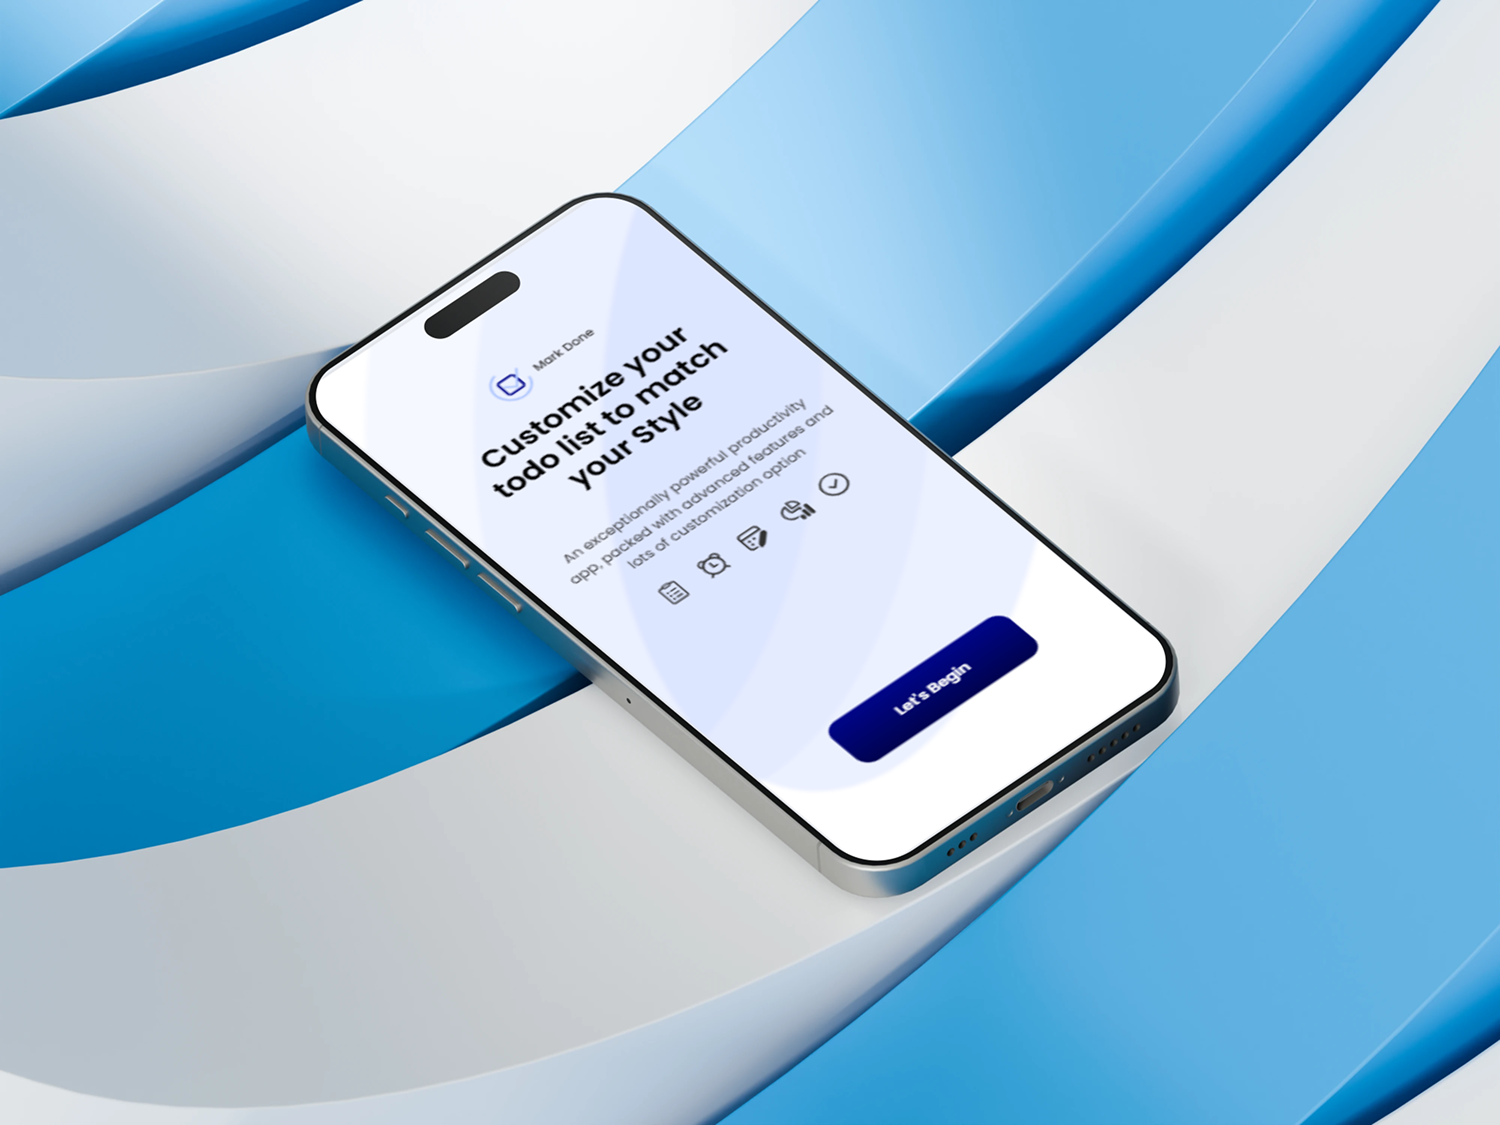 Mark Done
Customize your
todo list to match
your Style
An exceptionally powerful productivity
app, packed with advanced features and
lots of customization option
Let's Begin